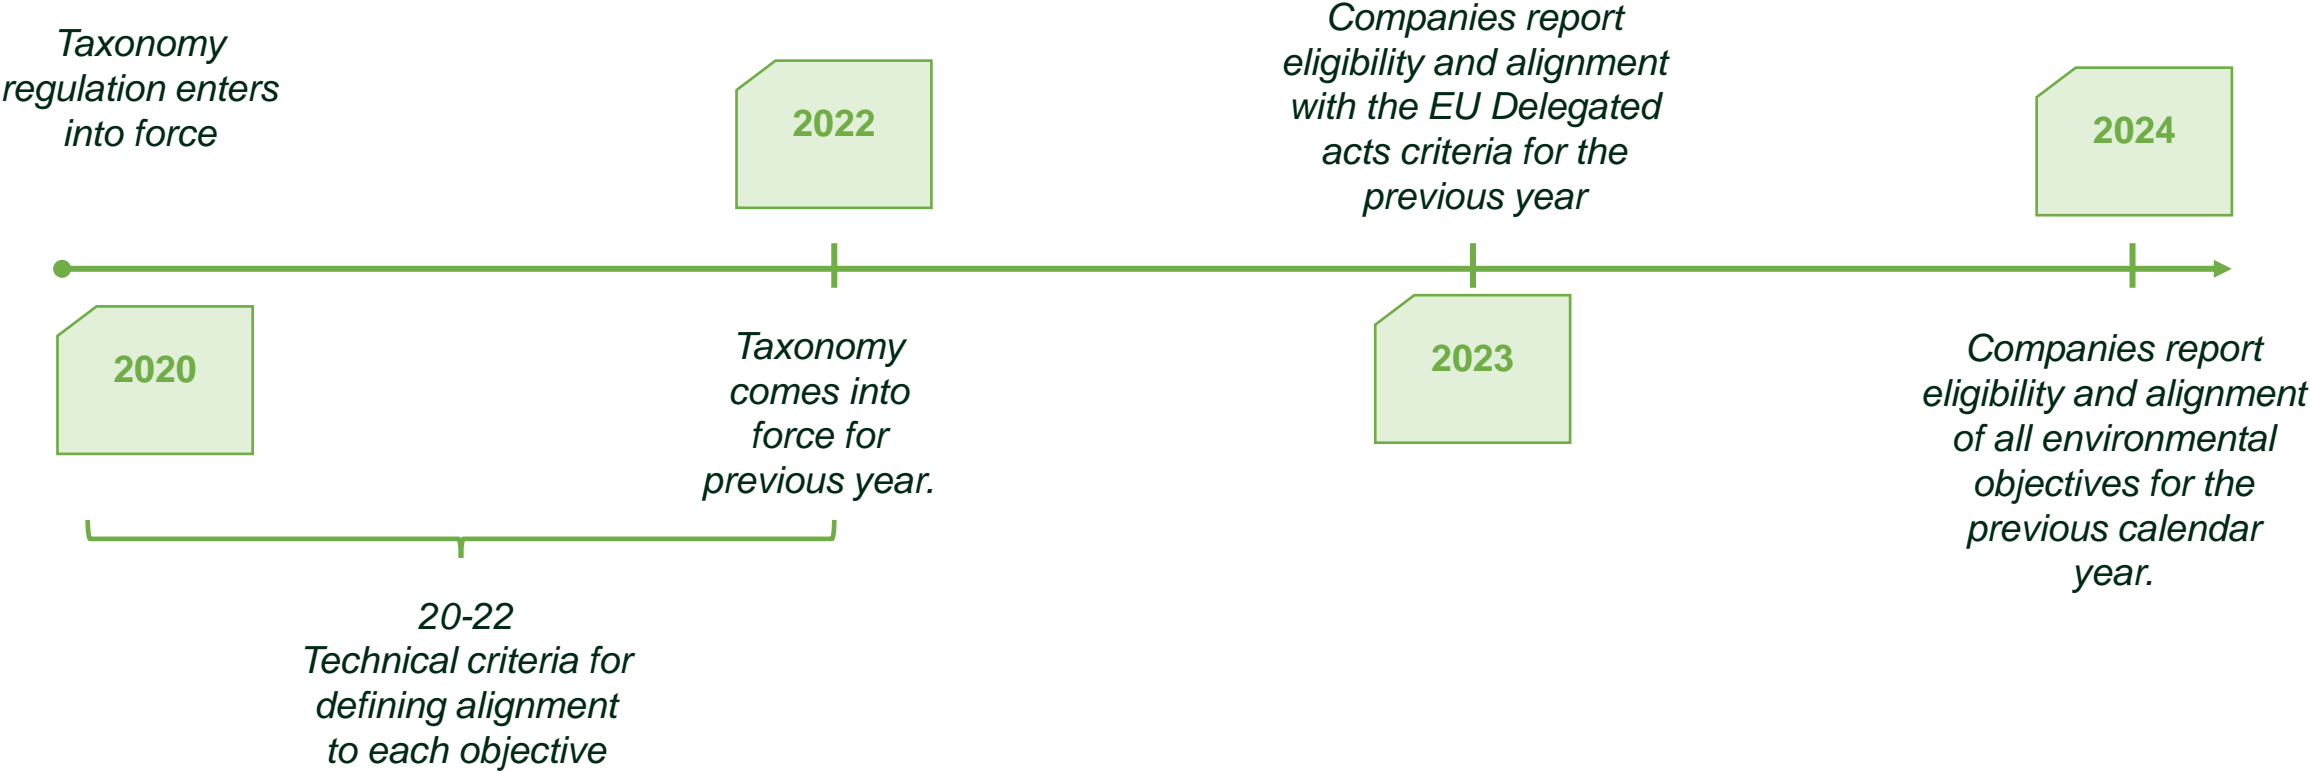 Taxonomy
regulation enters
into force
2020
2022
Taxonomy
comes into
force for
previous year.
20-22
Technical criteria for
defining alignment
to each objective
Companies report
eligibility and alignment
with the EU Delegated
acts criteria for the
previous year
2023
2024
Companies report
eligibility and alignment
of all environmental
objectives for the
previous calendar
year.